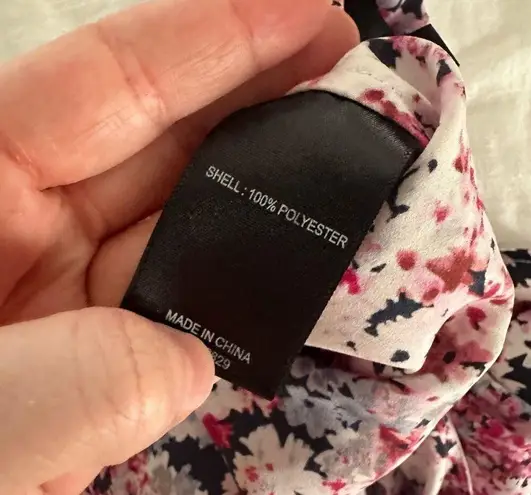 SHELL : 100% POLYESTER
MADE IN CHINA